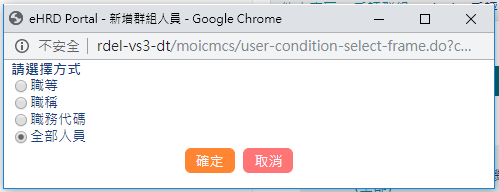 eHRD Portal - 新增群組人員 - Google Chrome
不安全 | rdel-vs3-dt/moicmcs/user-condition-select-frame.do?c...
請選擇方式
職等
職稱
職務代碼
全部人員
確定 取消